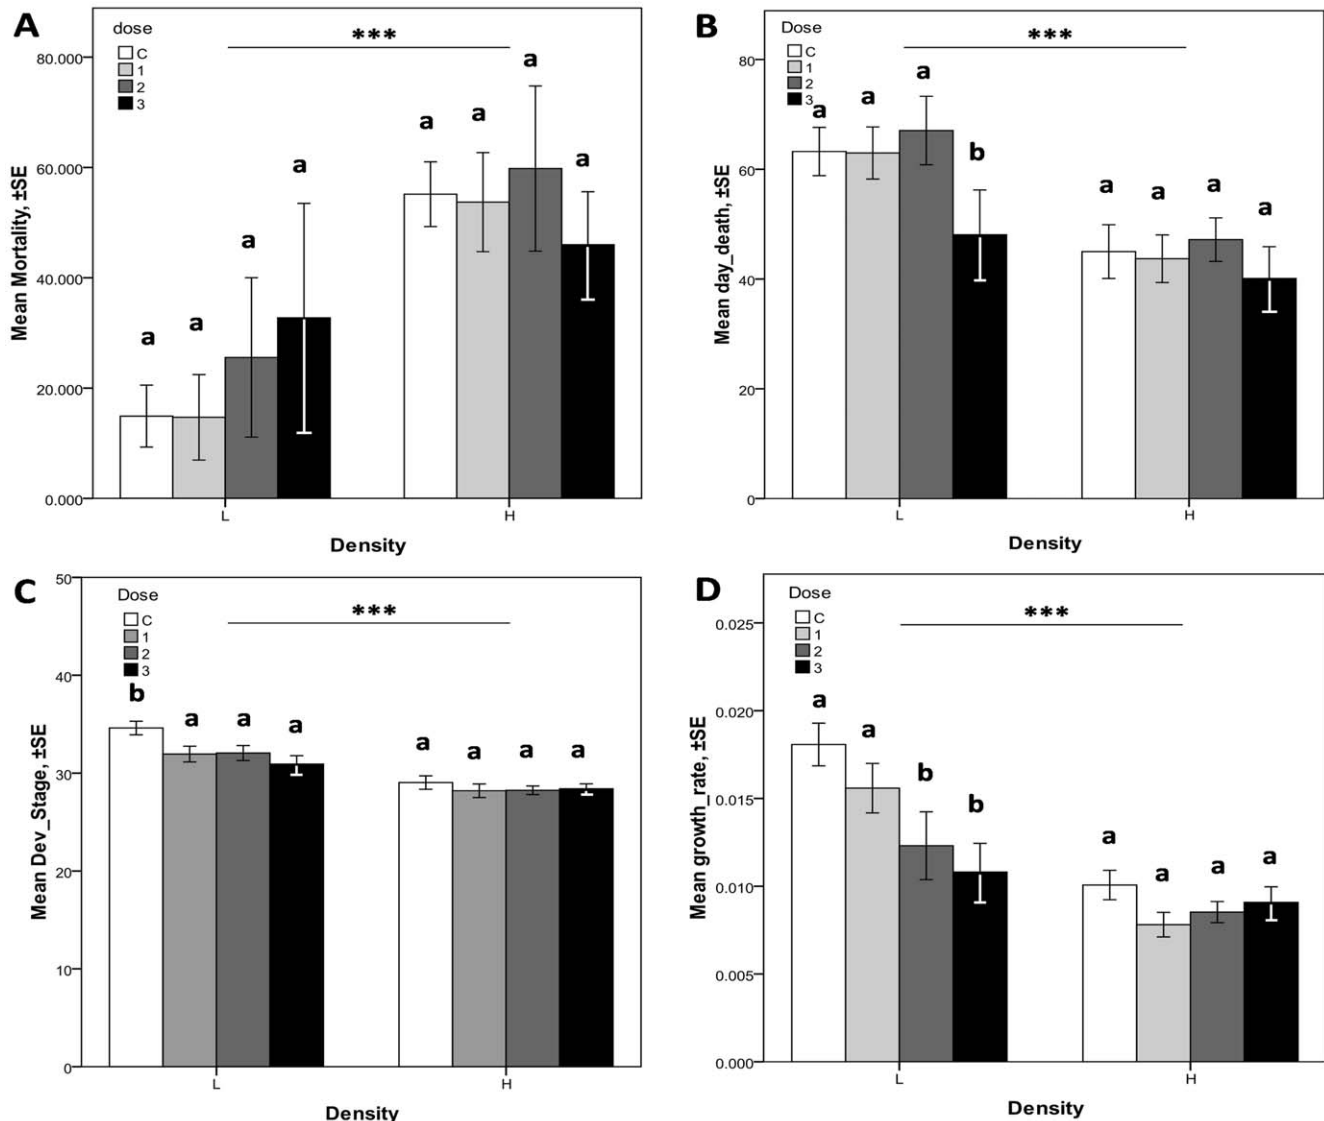 A
dose
C
1
2
3
***
80.000
60.000
40.000
20.000
0.000
Mean Mortality, ±SE
a
a
a
a
a
a
a
a
L
H
Density
B
Dose
C
1
2
3
***
80
60
40
20
0
Mean day_death, ±SE
a
a
a
b
a
a
a
a
L
H
Density
C
Dose
C
1
2
3
***
50
40
30
20
10
0
Mean Dev_Stage, ±SE
b
a
a
a
a
a
a
a
L
H
Density
D
Dose
C
1
2
3
***
0.025
0.020
0.015
0.010
0.005
0.000
Mean growth_rate, ±SE
a
a
b
b
a
a
a
a
L
H
Density